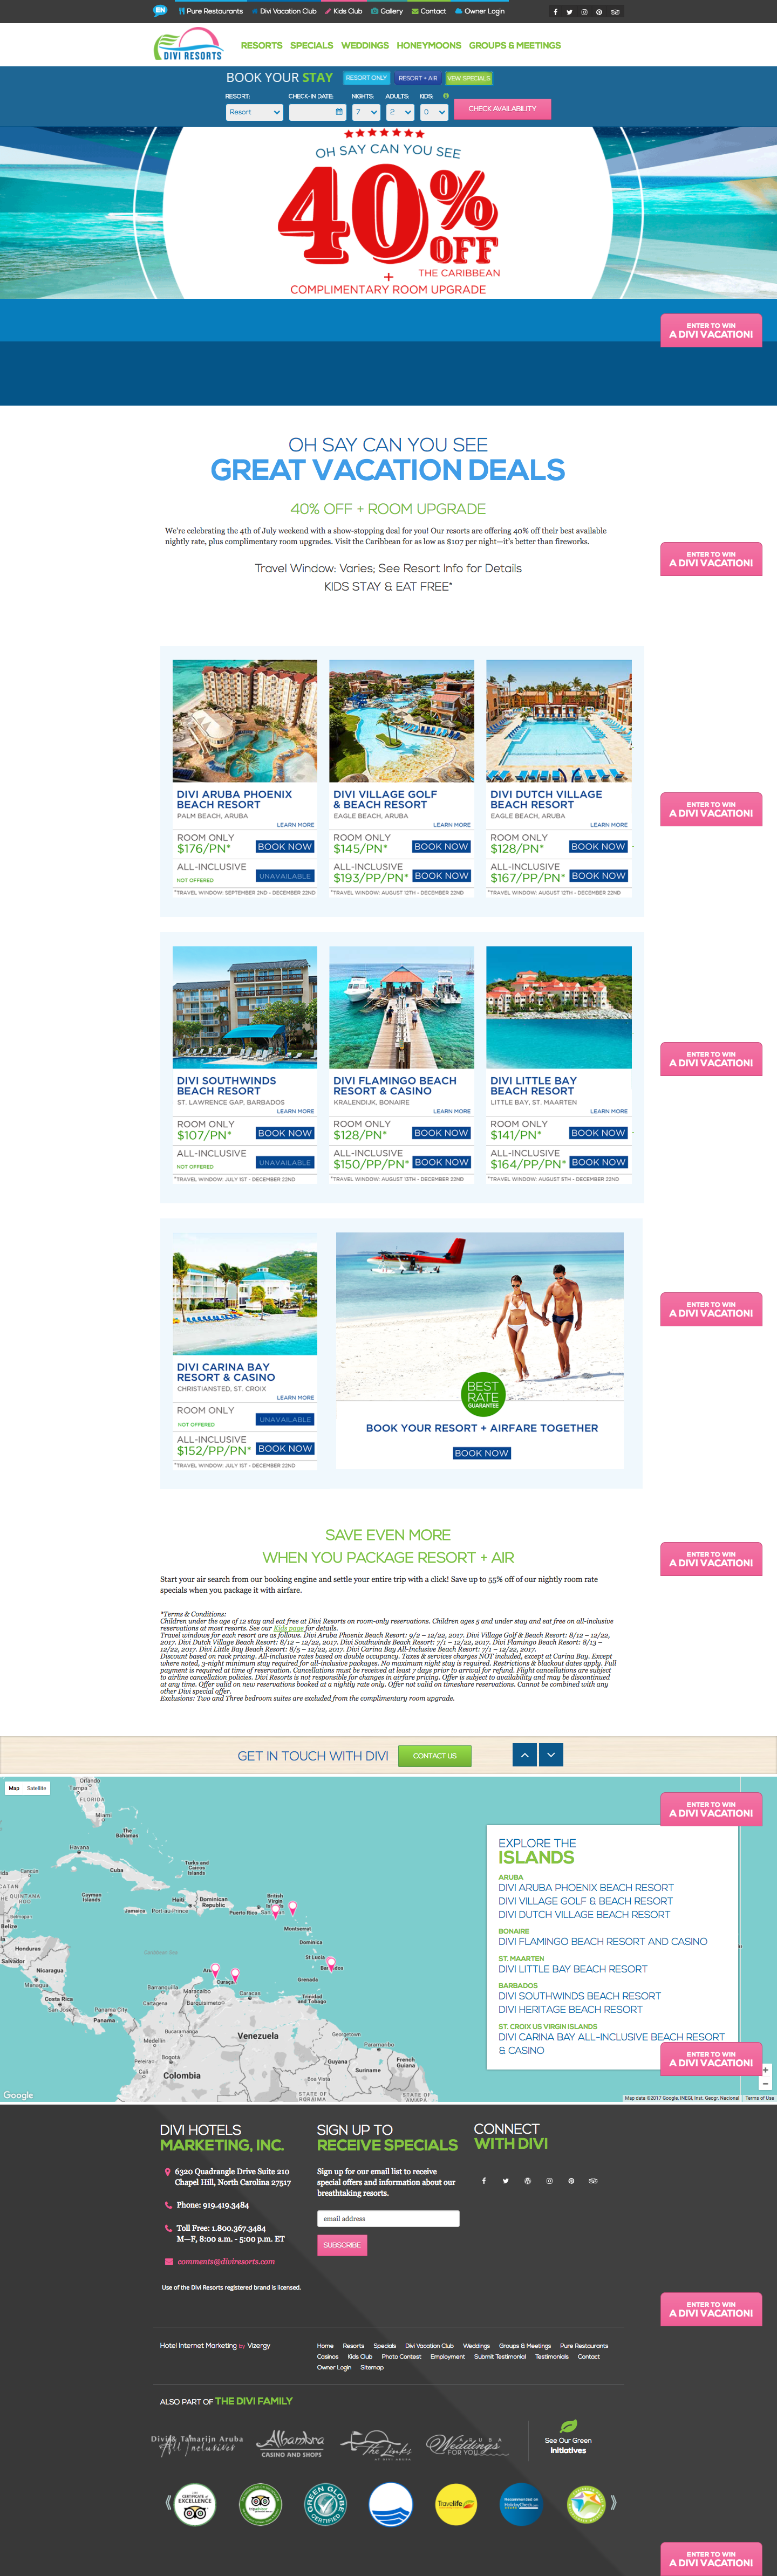 EN Pure Restaurants Divi Vacation Club Kids Club Gallery Contact Owner Login
DIVI RESORTS
RESORTS SPECIALS WEDDINGS HONEYMOONS GROUPS & MEETINGS
BOOK YOUR STAY RESORT ONLY RESORT + AIR VIEW SPECIALS
RESORT: CHECK-IN DATE: NIGHTS: ADULTS: KIDS:
Resort 7 2 0 CHECK AVAILABILITY
OH SAY CAN YOU SEE
40% OFF
THE CARIBBEAN
+
COMPLIMENTARY ROOM UPGRADE
ENTER TO WIN
A DIVI VACATION!
OH SAY CAN YOU SEE
GREAT VACATION DEALS
40% OFF + ROOM UPGRADE
We're celebrating the 4th of July weekend with a show-stopping deal for you! Our resorts are offering 40% off their best available
nightly rate, plus complimentary room upgrades. Visit the Caribbean for as low as $107 per night—it's better than fireworks.
ENTER TO WIN
A DIVI VACATION!
Travel Window: Varies; See Resort Info for Details
KIDS STAY & EAT FREE*
DIVI ARUBA PHOENIX
BEACH RESORT
PALM BEACH, ARUBA
LEARN MORE
ROOM ONLY
$176/PN* BOOK NOW
ALL-INCLUSIVE
NOT OFFERED UNAVAILABLE
*TRAVEL WINDOW: SEPTEMBER 2ND - DECEMBER 22ND
DIVI VILLAGE GOLF
& BEACH RESORT
EAGLE BEACH, ARUBA
LEARN MORE
ROOM ONLY
$145/PN* BOOK NOW
ALL-INCLUSIVE
$193/PP/PN* BOOK NOW
*TRAVEL WINDOW: AUGUST 12TH - DECEMBER 22ND
DIVI DUTCH VILLAGE
BEACH RESORT
EAGLE BEACH, ARUBA
LEARN MORE
ROOM ONLY
$128/PN* BOOK NOW
ALL-INCLUSIVE
$167/PP/PN* BOOK NOW
*TRAVEL WINDOW: AUGUST 12TH - DECEMBER 22ND
ENTER TO WIN
A DIVI VACATION!
DIVI SOUTHWINDS
BEACH RESORT
ST. LAWRENCE GAP, BARBADOS
LEARN MORE
ROOM ONLY
$107/PN* BOOK NOW
ALL-INCLUSIVE
NOT OFFERED UNAVAILABLE
*TRAVEL WINDOW: JULY 1ST - DECEMBER 22ND
DIVI FLAMINGO BEACH
RESORT & CASINO
KRALENDIJK, BONAIRE
LEARN MORE
ROOM ONLY
$128/PN* BOOK NOW
ALL-INCLUSIVE
$150/PP/PN* BOOK NOW
*TRAVEL WINDOW: AUGUST 13TH - DECEMBER 22ND
DIVI LITTLE BAY
BEACH RESORT
LITTLE BAY, ST. MAARTEN
LEARN MORE
ROOM ONLY
$141/PN* BOOK NOW
ALL-INCLUSIVE
$164/PP/PN* BOOK NOW
*TRAVEL WINDOW: AUGUST 5TH - DECEMBER 22ND
ENTER TO WIN
A DIVI VACATION!
DIVI CARINA BAY
RESORT & CASINO
CHRISTIANSTED, ST. CROIX
LEARN MORE
ROOM ONLY
NOT OFFERED UNAVAILABLE
ALL-INCLUSIVE
$152/PP/PN* BOOK NOW
*TRAVEL WINDOW: JULY 1ST - DECEMBER 22ND
BEST
RATE
GUARANTEE
BOOK YOUR RESORT + AIRFARE TOGETHER
BOOK NOW
ENTER TO WIN
A DIVI VACATION!
SAVE EVEN MORE
WHEN YOU PACKAGE RESORT + AIR
ENTER TO WIN
A DIVI VACATION!
Start your air search from our booking engine and settle your entire trip with a click! Save up to 55% off of our nightly room rate
specials when you package it with airfare.
*Terms & Conditions:
Children under the age of 12 stay and eat free at Divi Resorts on room-only reservations. Children ages 5 and under stay and eat free on all-inclusive
reservations at most resorts. See our Kids page for details.
Travel windows for each resort are as follows. Divi Aruba Phoenix Beach Resort: 9/2 – 12/22, 2017. Divi Village Golf & Beach Resort: 8/12 – 12/22,
2017. Divi Dutch Village Beach Resort: 8/12 – 12/22, 2017. Divi Southwinds Beach Resort: 7/1 – 12/22, 2017. Divi Flamingo Beach Resort: 8/13 –
12/22, 2017. Divi Little Bay Beach Resort: 8/5 – 12/22, 2017. Divi Carina Bay All-Inclusive Beach Resort: 7/1 – 12/22, 2017.
Discount based on rack pricing. All-inclusive rates based on double occupancy. Taxes & services charges NOT included, except at Carina Bay. Except
where noted, 3-night minimum stay required for all-inclusive packages. No maximum night stay is required. Restrictions & blackout dates apply. Full
payment is required at time of reservation. Cancellations must be received at least 7 days prior to arrival for refund. Flight cancellations are subject
to airline cancellation policies. Divi Resorts is not responsible for changes in airfare pricing. Offer is subject to availability and may be discontinued
at any time. Offer valid on new reservations booked at a nightly rate only. Offer not valid on timeshare reservations. Cannot be combined with any
other Divi special offer.
Exclusions: Two and Three bedroom suites are excluded from the complimentary room upgrade.
GET IN TOUCH WITH DIVI CONTACT US
Map Satellite
Orlando
Tampa
FLORIDA
Miami
The Bahamas
Havana
Cancun
Cuba
Turks and Caicos Islands
Cayman Islands
Haiti
Dominican Republic
Jamaica
Port-au-Prince
Puerto Rico
British Virgin Islands
QUINTANA ROO
Belize
Montserrat
Dominica
Caribbean Sea
Honduras
St Lucia
Barbados
Nicaragua
Managua
Curaçao
Grenada
Trinidad and Tobago
Barranquilla
Maracaibo
Caracas
Cartagena
Barquisimeto
Costa Rica
San Jose
Panama City
Panama
Bucaramanga
Venezuela
Georgetown
Medellin
Paramaribo
Bogota
Guyana
Suriname
French Guiana
Cali
Colombia
Boa Vista
STATE OF RORAIMA
STATE OF AMAPA
Google
Map data ©2017 Google, INEGI, Inst. Geogr. Nacional Terms of Use
ENTER TO WIN
A DIVI VACATION!
EXPLORE THE
ISLANDS
ARUBA
DIVI ARUBA PHOENIX BEACH RESORT
DIVI VILLAGE GOLF & BEACH RESORT
DIVI DUTCH VILLAGE BEACH RESORT
BONAIRE
DIVI FLAMINGO BEACH RESORT AND CASINO
ST. MAARTEN
DIVI LITTLE BAY BEACH RESORT
BARBADOS
DIVI SOUTHWINDS BEACH RESORT
DIVI HERITAGE BEACH RESORT
ST. CROIX US VIRGIN ISLANDS
DIVI CARINA BAY ALL-INCLUSIVE BEACH RESORT
& CASINO
ENTER TO WIN
A DIVI VACATION!
DIVI HOTELS
MARKETING, INC.
6320 Quadrangle Drive Suite 210
Chapel Hill, North Carolina 27517
Phone: 919.419.3484
Toll Free: 1.800.367.3484
M—F, 8:00 a.m. - 5:00 p.m. ET
comments@diviresorts.com
Use of the Divi Resorts registered brand is licensed.
SIGN UP TO
RECEIVE SPECIALS
Sign up for our email list to receive
special offers and information about our
breathtaking resorts.
email address
SUBSCRIBE
CONNECT
WITH DIVI
ENTER TO WIN
A DIVI VACATION!
Hotel Internet Marketing by Vizergy
Home Resorts Specials Divi Vacation Club Weddings Groups & Meetings Pure Restaurants
Casinos Kids Club Photo Contest Employment Submit Testimonial Testimonials Contact
Owner Login Sitemap
ALSO PART OF THE DIVI FAMILY
Divi & Tamarijn Aruba
All Inclusives
Alhambra
CASINO AND SHOPS
The Links
AT DIVI ARUBA
ARUBA
Weddings
FOR YOU
See Our Green
Initiatives
CERTIFICATE of
EXCELLENCE
GREEN GLOBE
CERTIFIED
Travelife
Recommended on
HolidayCheck
ENTER TO WIN
A DIVI VACATION!